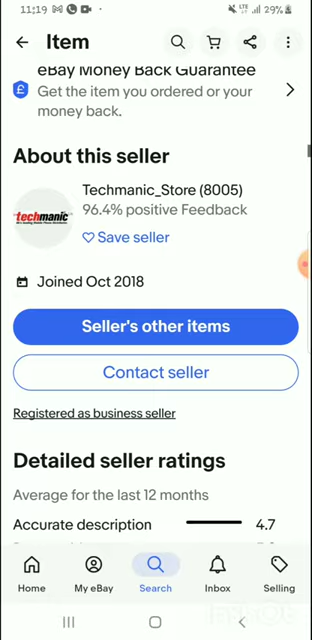 11:19
LTE
29%
Item
eBay Money Back Guarantee
Get the item you ordered or your
money back.
About this seller
techmanic
Techmanic_Store (8005)
96.4% positive Feedback
Save seller
Joined Oct 2018
Seller's other items
Contact seller
Registered as business seller
Detailed seller ratings
Average for the last 12 months
Accurate description 4.7
Home My eBay Search Inbox Selling